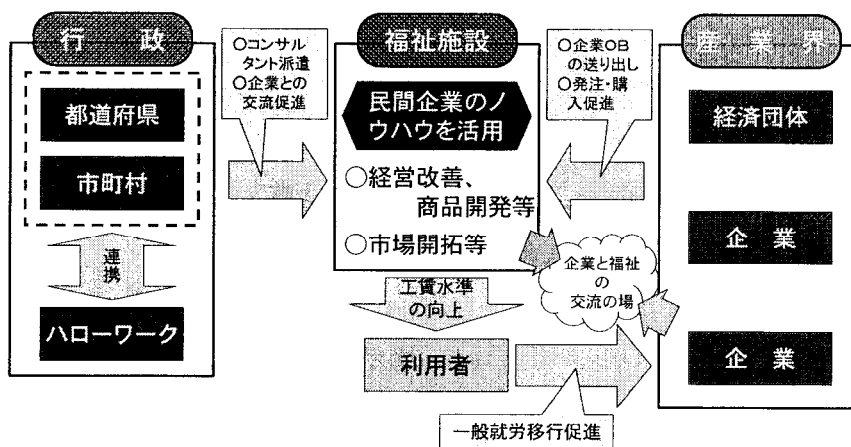 行 政
都道府県
市町村
連携
ハローワーク
○コンサル
タント派遣
○企業との
交流促進
福祉施設
民間企業のノ
ウハウを活用
○経営改善、
商品開発等
○市場開拓等
工賃水準
の向上
利用者
○企業OB
の送り出し
○発注・購
入促進
企業と福祉
の
交流の場
一般就労移行促進
産 業 界
経済団体
企 業
企 業